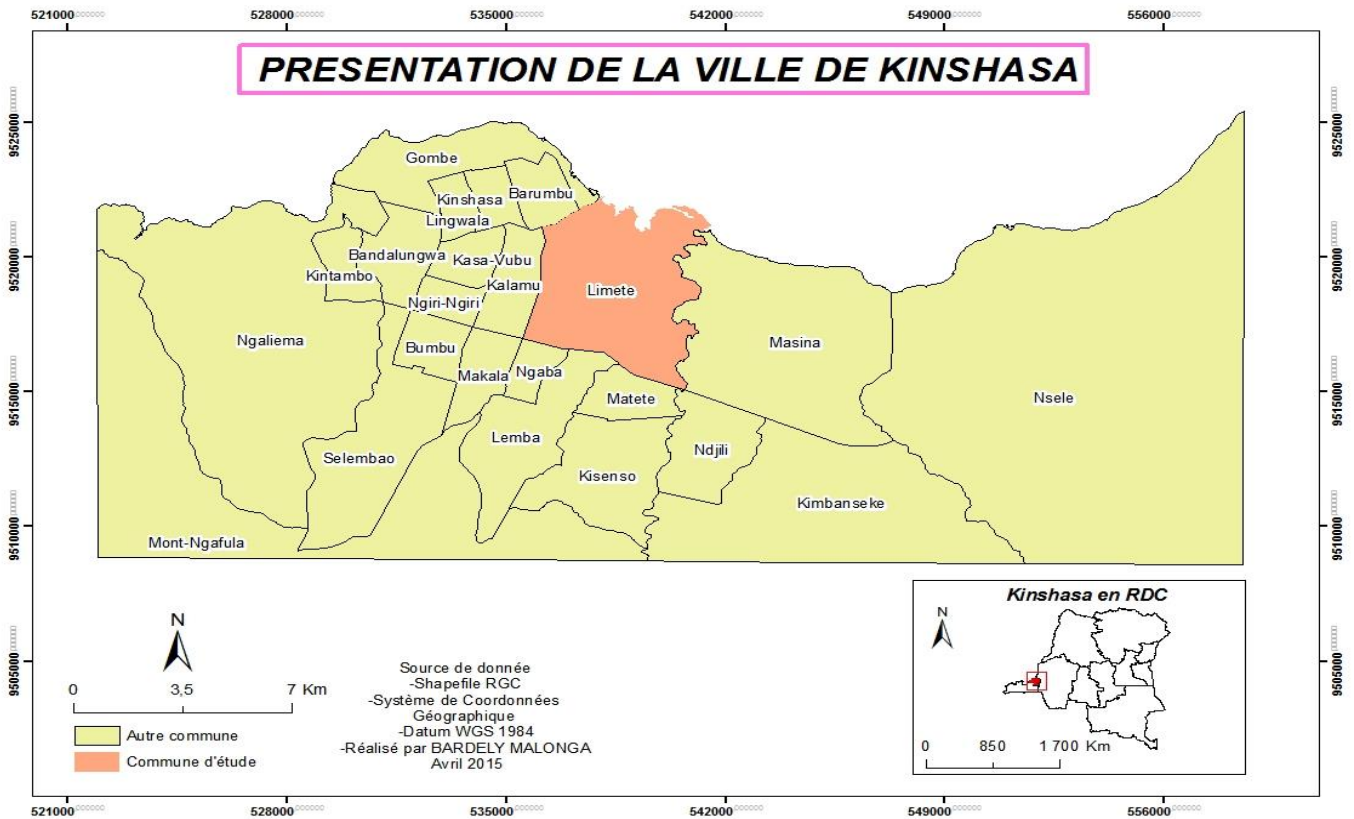 521000 528000 535000 542000 549000 556000
PRESENTATION DE LA VILLE DE KINSHASA
9525000
9525000
Gombe
Kinshasa
Barumbu
Lingwala
9520000
9520000
Bandalungwa
Kasa-Vubu
Kintambo
Kalamu
Limete
Ngiri-Ngiri
Ngaliema
Bumbu
Masina
Makala
Ngaba
9515000
9515000
Matete
Nsele
Lemba
Ndjili
Selembao
Kisenso
Kimbanseke
9510000
9510000
Mont-Ngafula
Kinshasa en RDC
N
N
9505000
9505000
0 3,5 7 Km
Source de donnée
-Shapefile RGC
-Système de Coordonnées
Géographique
-Datum WGS 1984
-Réalisé par BARDELY MALONGA
Avril 2015
Autre commune
Commune d'étude
0 850 1 700 Km
521000 528000 535000 542000 549000 556000